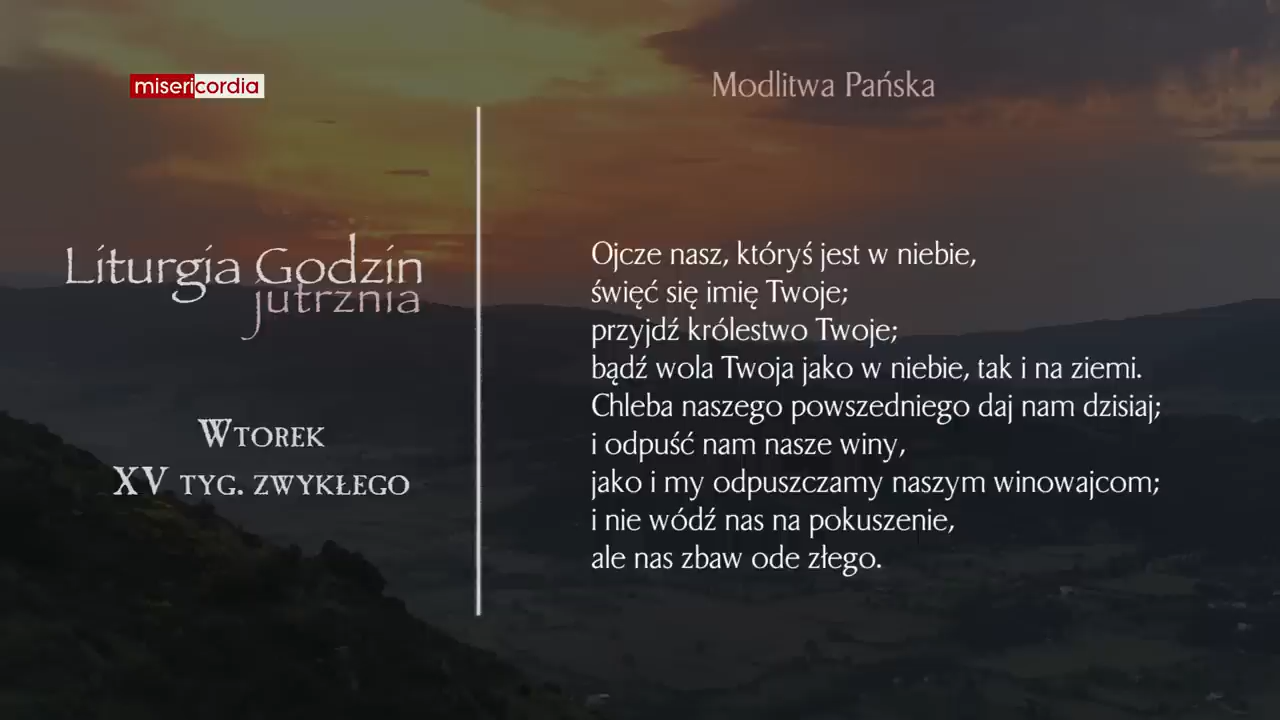 misericordia
Liturgia Godzin
jutrznia
Wtorek
XV tyg. zwykłego
Modlitwa Pańska
Ojcze nasz, któryś jest w niebie,
święć się imię Twoje;
przyjdź królestwo Twoje;
bądź wola Twoja jako w niebie, tak i na ziemi.
Chleba naszego powszedniego daj nam dzisiaj;
i odpuść nam nasze winy,
jako i my odpuszczamy naszym winowajcom;
i nie wódź nas na pokuszenie,
ale nas zbaw ode złego.